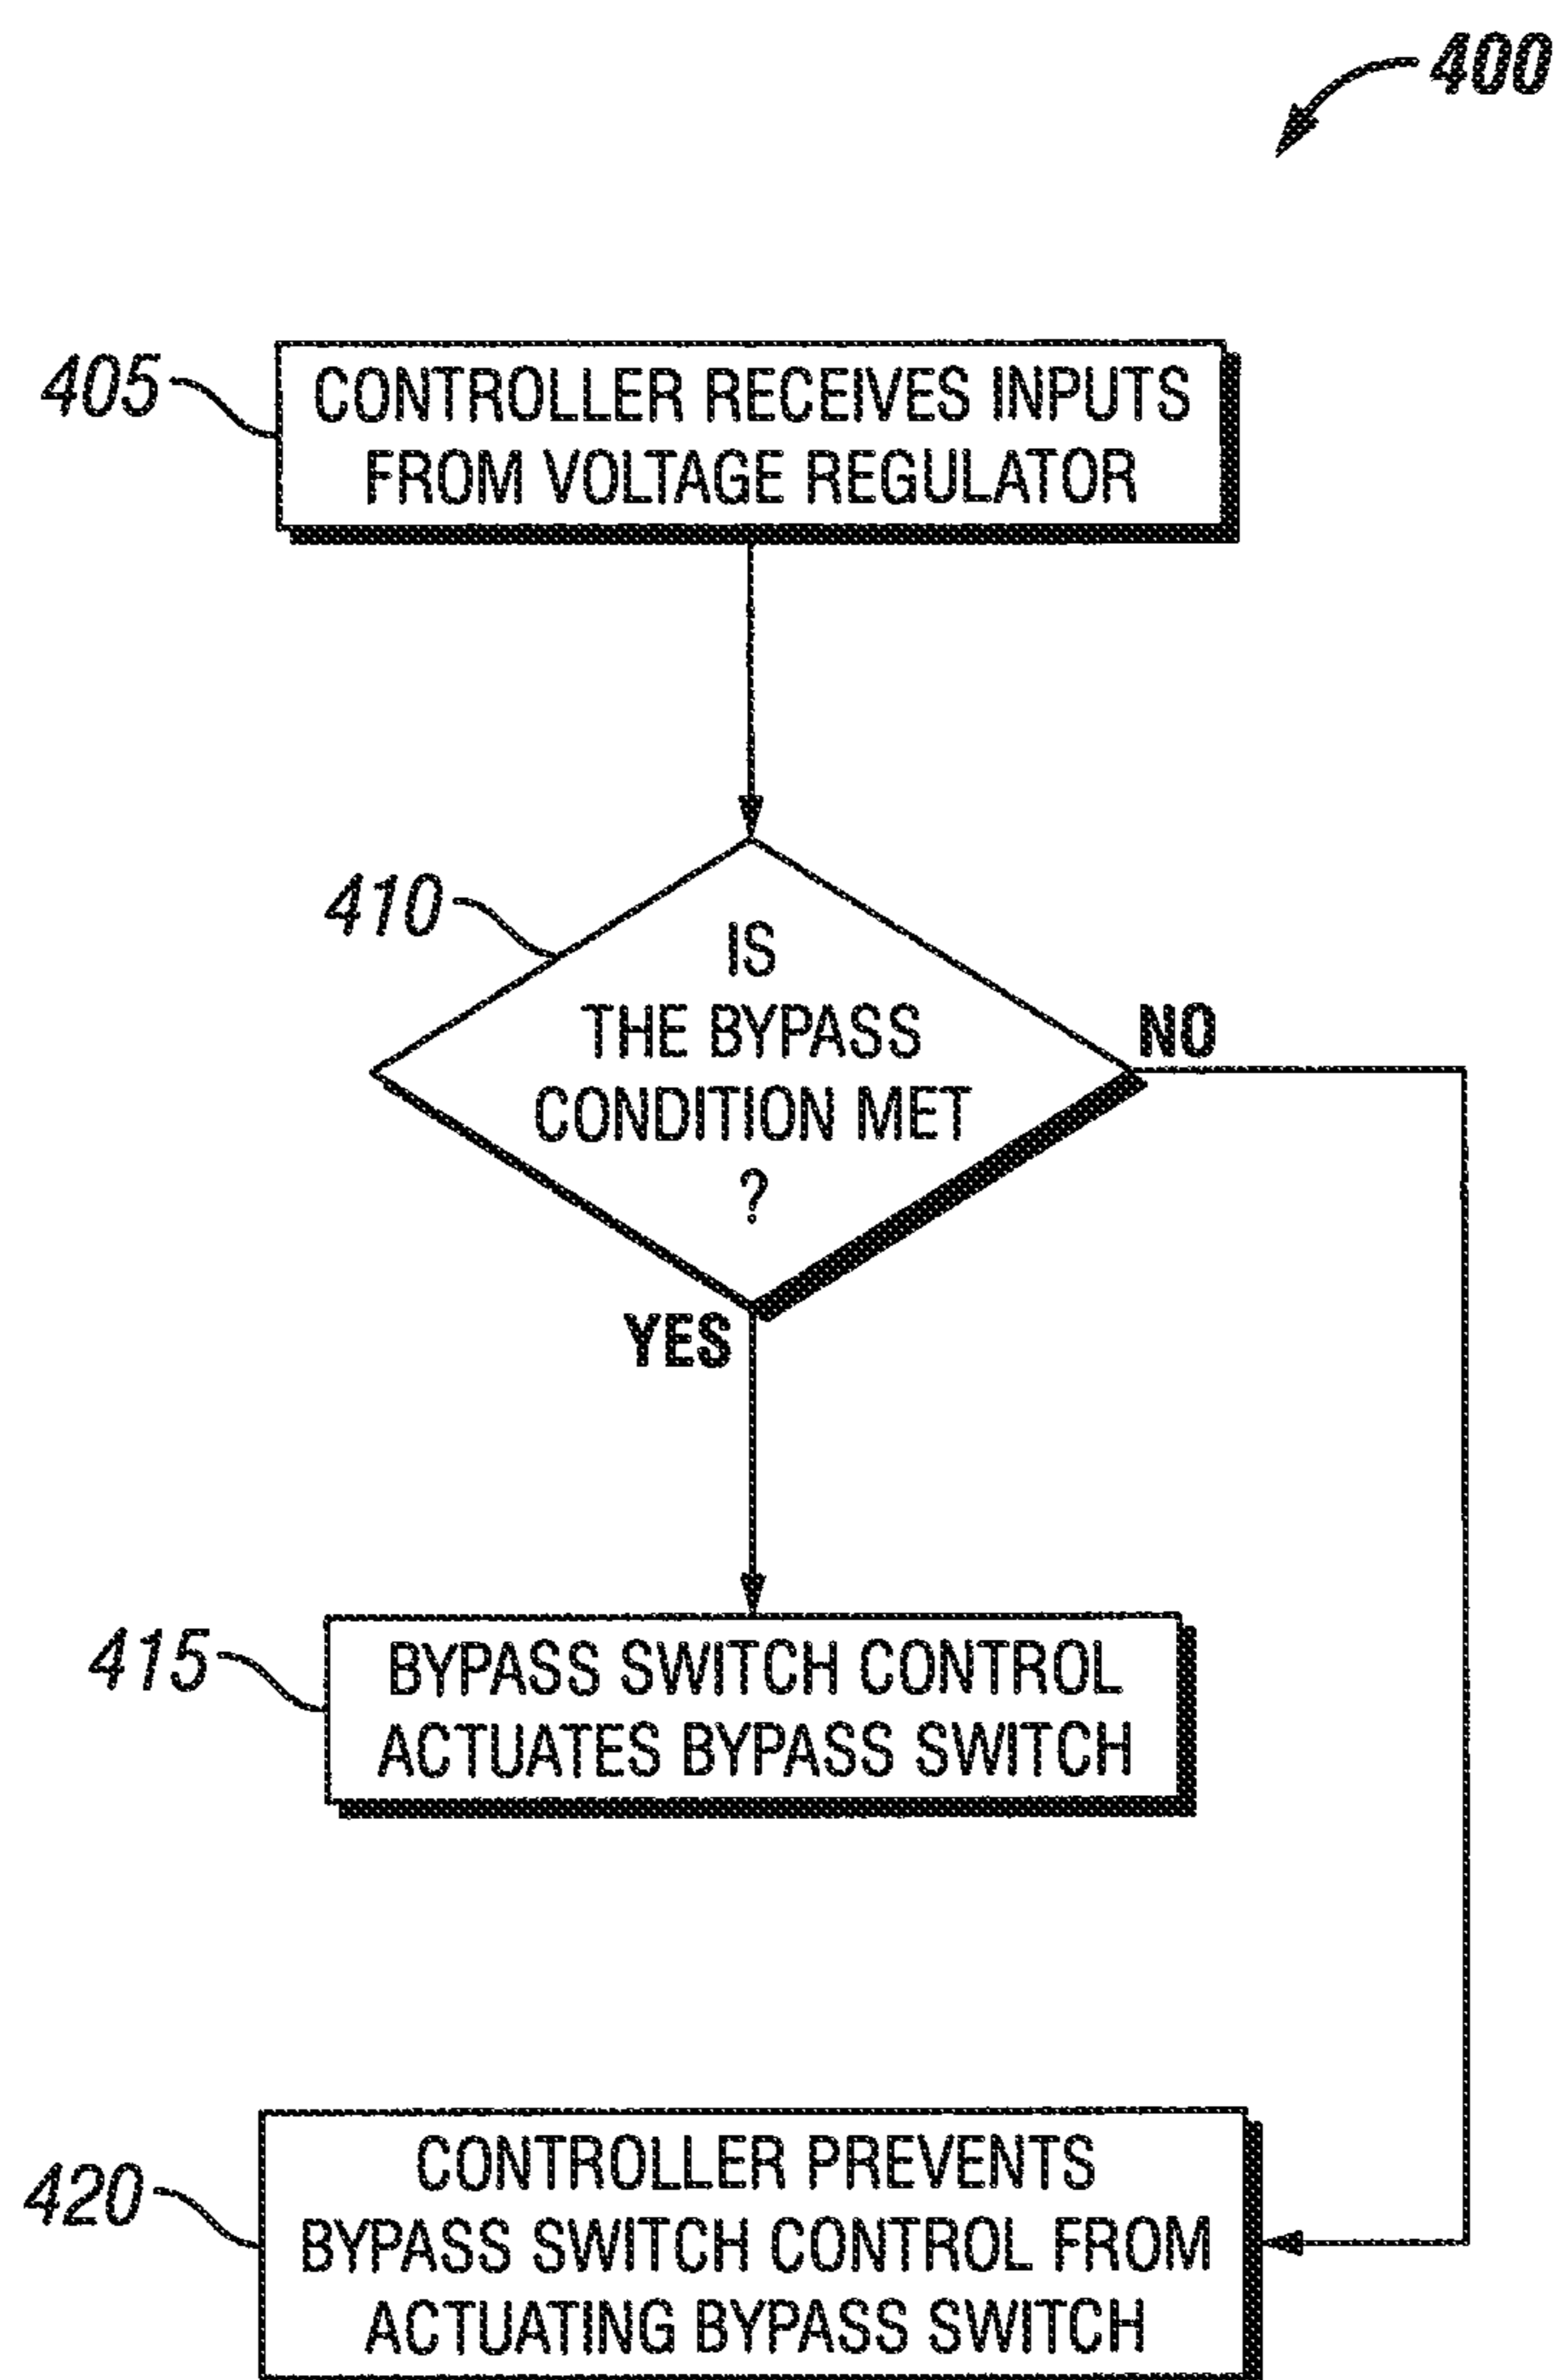 400
405
CONTROLLER RECEIVES INPUTS
FROM VOLTAGE REGULATOR
410
IS
THE BYPASS
CONDITION MET
?
NO
YES
415
BYPASS SWITCH CONTROL
ACTUATES BYPASS SWITCH
420
CONTROLLER PREVENTS
BYPASS SWITCH CONTROL FROM
ACTUATING BYPASS SWITCH